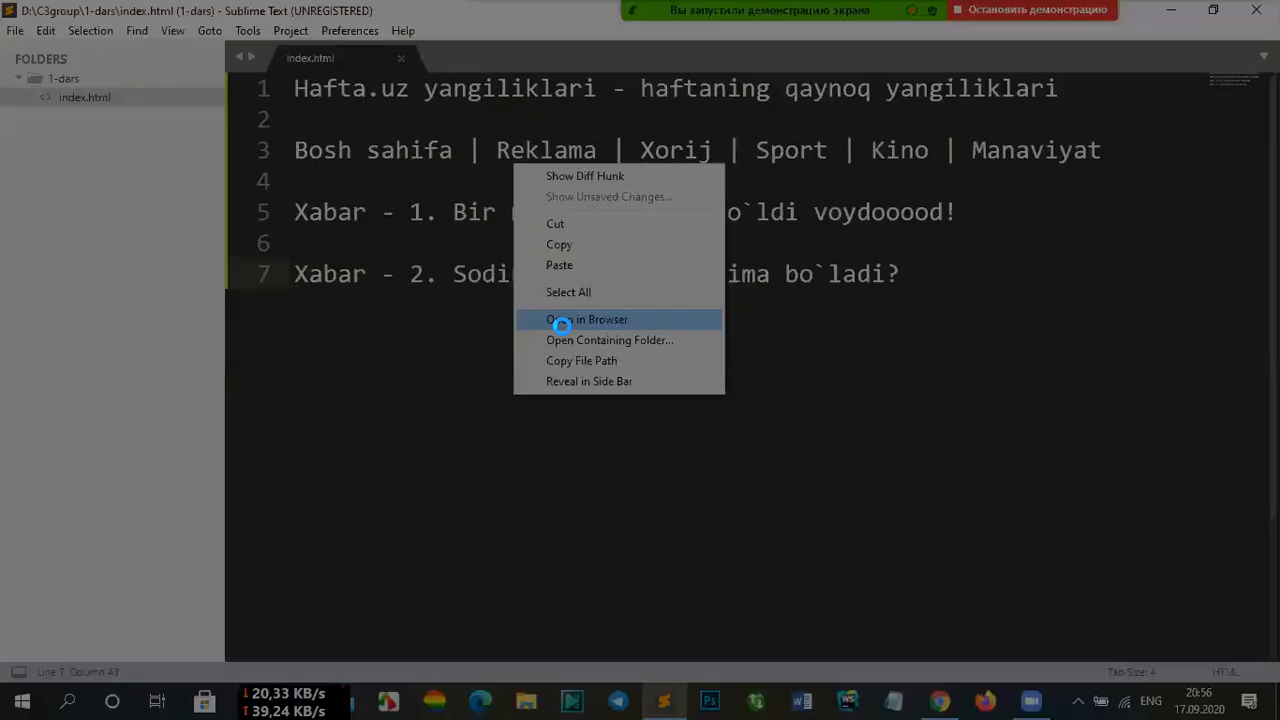 D:\C3group\1-dars\index.html (1-dars) - Sublime Text (UNREGISTERED)
Вы запустили демонстрацию экрана
Остановить демонстрацию
File Edit Selection Find View Goto Tools Project Preferences Help
FOLDERS
1-dars
index.html
index.html
1 Hafta.uz yangiliklari - haftaning qaynoq yangiliklari
2
3 Bosh sahifa | Reklama | Xorij | Sport | Kino | Manaviyat
4
5 Xabar - 1. Bir o`ldi voydooood!
6
7 Xabar - 2. bo`ladi?
Show Diff Hunk
Show Unsaved Changes...
Cut
Copy
Paste
Select All
Open in Browser
Open Containing Folder...
Copy File Path
Reveal in Side Bar
Line 7, Column 43
Tab Size: 4
HTML
20,33 KB/s
39,24 KB/s
ENG
20:56
17.09.2020